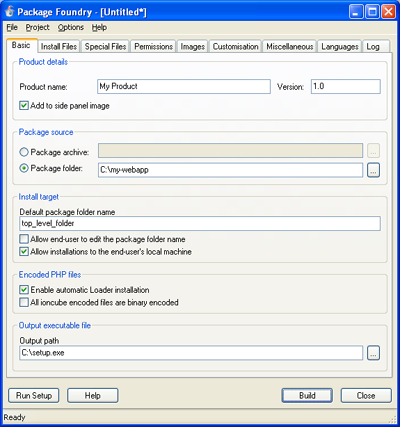 Package Foundry - [Untitled*]
File Project Options Help
Basic Install Files Special Files Permissions Images Customisation Miscellaneous Languages Log
Product details
Product name: My Product Version: 1.0
Add to side panel image
Package source
Package archive: ...
Package folder: C:\my-webapp ...
Install target
Default package folder name
top_level_folder
Allow end-user to edit the package folder name
Allow installations to the end-user's local machine
Encoded PHP files
Enable automatic Loader installation
All ioncube encoded files are binary encoded
Output executable file
Output path
C:\setup.exe ...
Run Setup Help Build Close
Ready